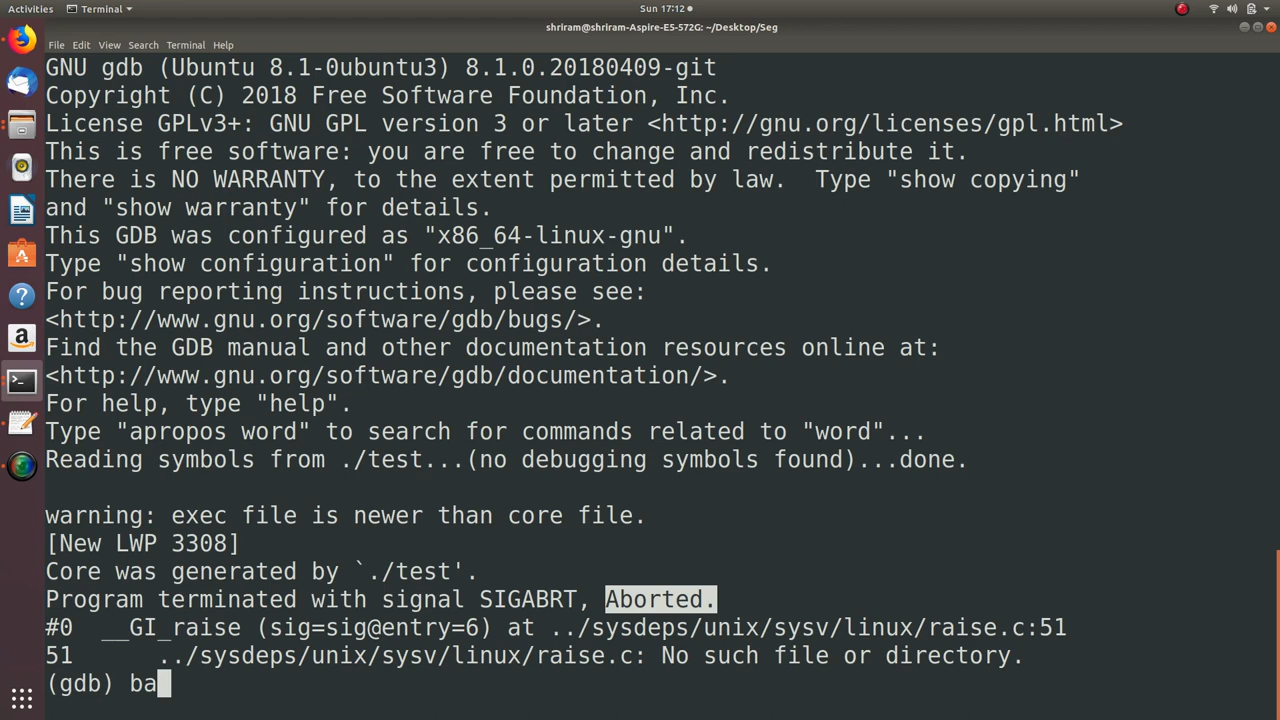 Activities Terminal Sun 17:12
shriram@shriram-Aspire-E5-572G: ~/Desktop/Seg
File Edit View Search Terminal Help
GNU gdb (Ubuntu 8.1-0ubuntu3) 8.1.0.20180409-git
Copyright (C) 2018 Free Software Foundation, Inc.
License GPLv3+: GNU GPL version 3 or later <http://gnu.org/licenses/gpl.html>
This is free software: you are free to change and redistribute it.
There is NO WARRANTY, to the extent permitted by law.  Type "show copying"
and "show warranty" for details.
This GDB was configured as "x86_64-linux-gnu".
Type "show configuration" for configuration details.
For bug reporting instructions, please see:
<http://www.gnu.org/software/gdb/bugs/>.
Find the GDB manual and other documentation resources online at:
<http://www.gnu.org/software/gdb/documentation/>.
For help, type "help".
Type "apropos word" to search for commands related to "word"...
Reading symbols from ./test...(no debugging symbols found)...done.
warning: exec file is newer than core file.
[New LWP 3308]
Core was generated by `./test'.
Program terminated with signal SIGABRT, Aborted.
#0  __GI_raise (sig=sig@entry=6) at ../sysdeps/unix/sysv/linux/raise.c:51
51      ../sysdeps/unix/sysv/linux/raise.c: No such file or directory.
(gdb) ba